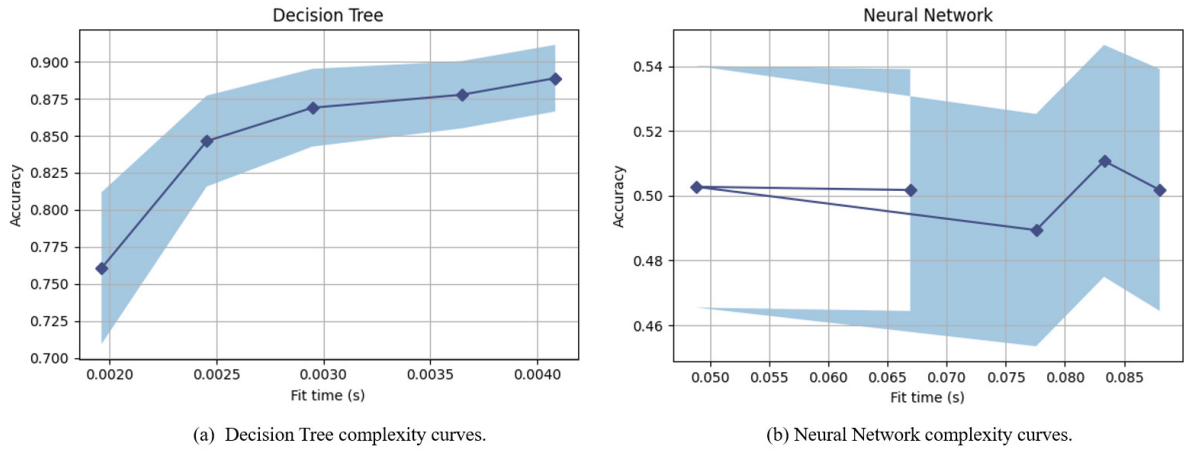 Decision Tree
Accuracy
0.900
0.875
0.850
0.825
0.800
0.775
0.750
0.725
0.700
0.0020 0.0025 0.0030 0.0035 0.0040
Fit time (s)
(a) Decision Tree complexity curves.
Neural Network
Accuracy
0.54
0.52
0.50
0.48
0.46
0.050 0.055 0.060 0.065 0.070 0.075 0.080 0.085
Fit time (s)
(b) Neural Network complexity curves.